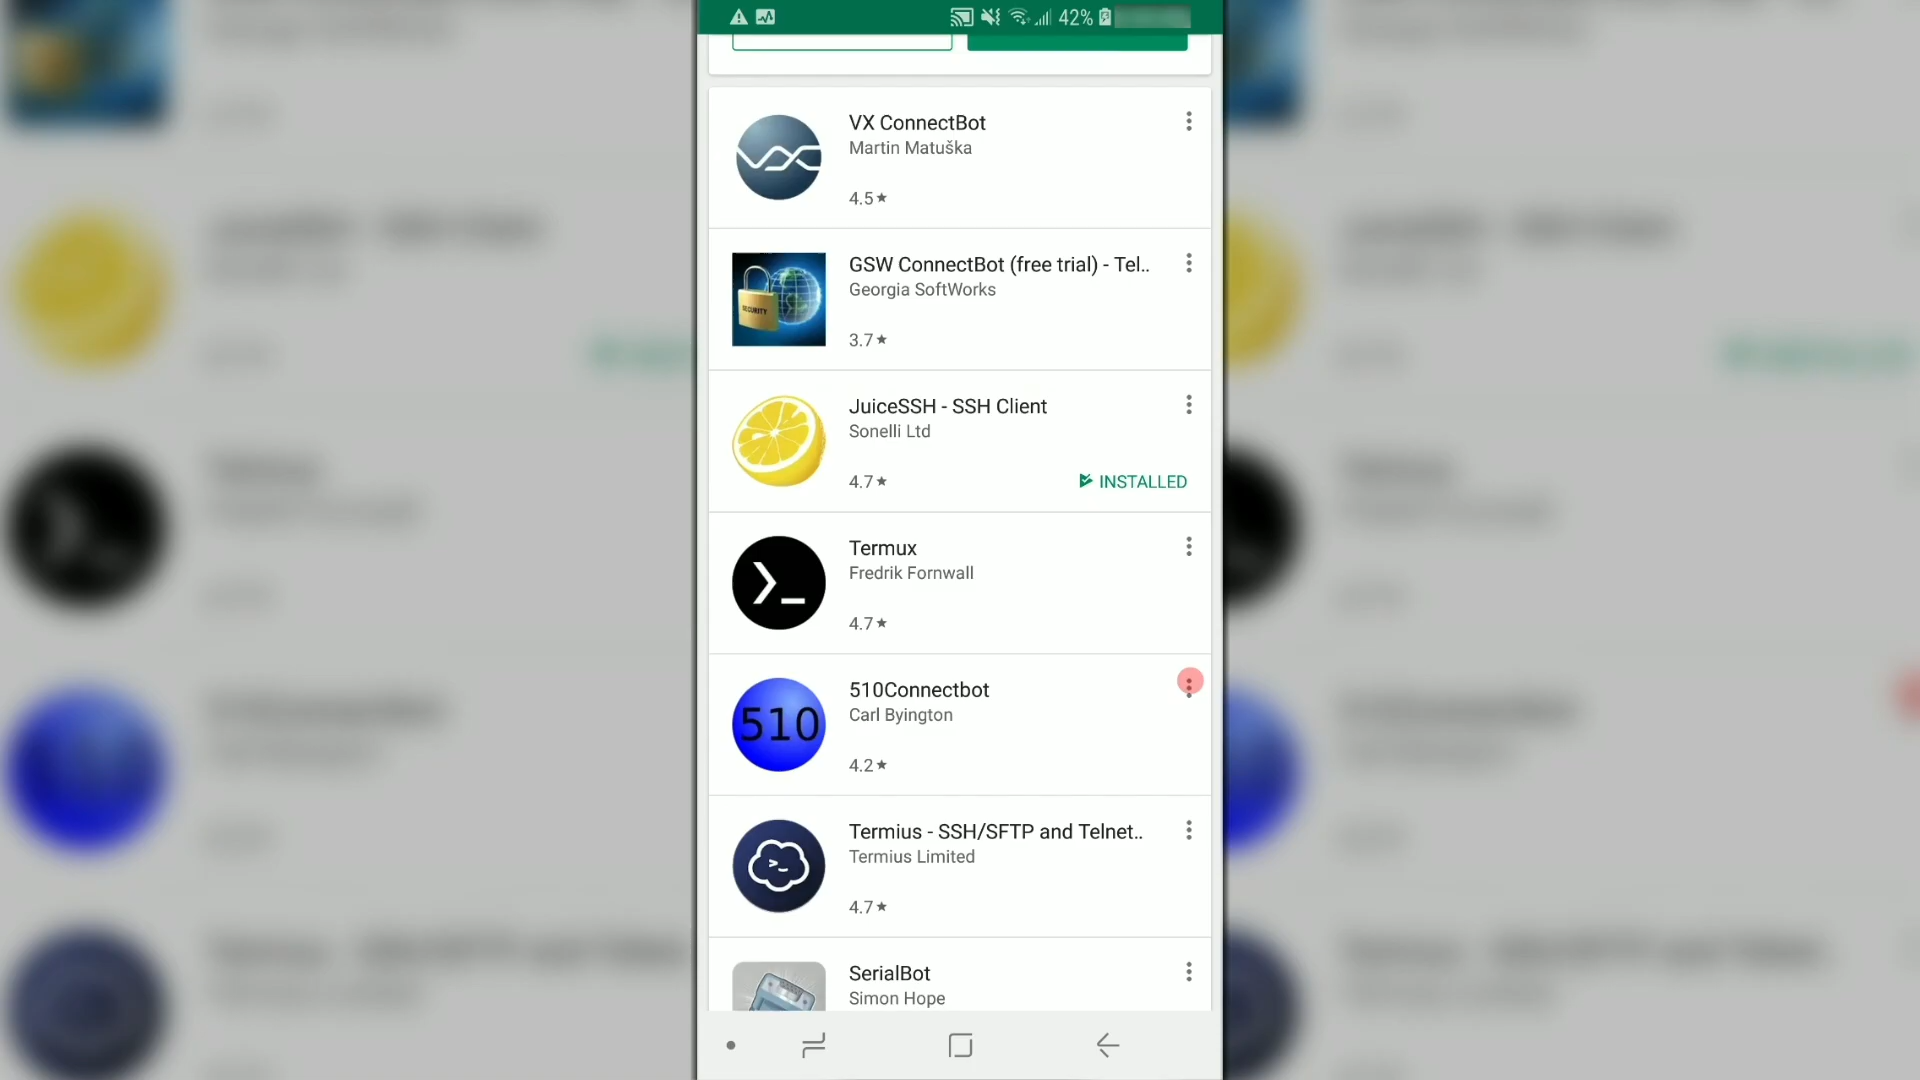 42%
VX ConnectBot
Martin Matuška
4.5★
GSW ConnectBot (free trial) - Tel..
Georgia SoftWorks
SECURITY
3.7★
JuiceSSH - SSH Client
Sonelli Ltd
4.7★
INSTALLED
Termux
Fredrik Fornwall
4.7★
510Connectbot
Carl Byington
510
4.2★
Termius - SSH/SFTP and Telnet..
Termius Limited
4.7★
SerialBot
Simon Hope